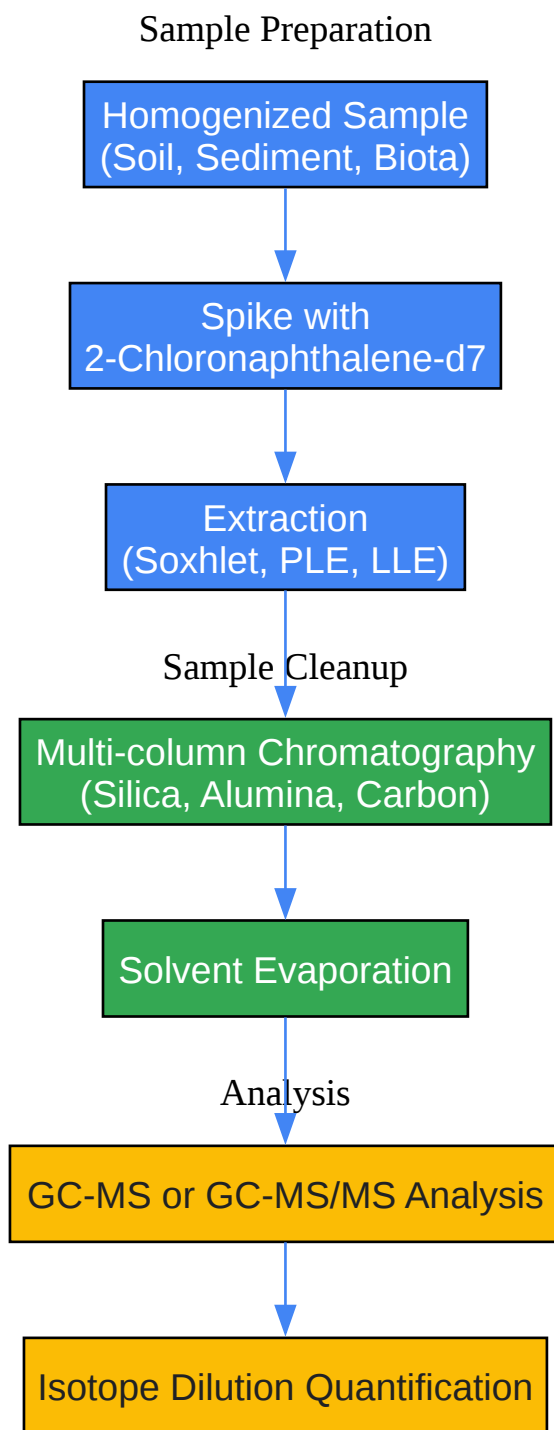 Sample Preparation
Homogenized Sample
(Soil, Sediment, Biota)
Spike with
2-Chloronaphthalene-d7
Extraction
(Soxhlet, PLE, LLE)
Sample Cleanup
Multi-column Chromatography
(Silica, Alumina, Carbon)
Solvent Evaporation
Analysis
GC-MS or GC-MS/MS Analysis
Isotope Dilution Quantification